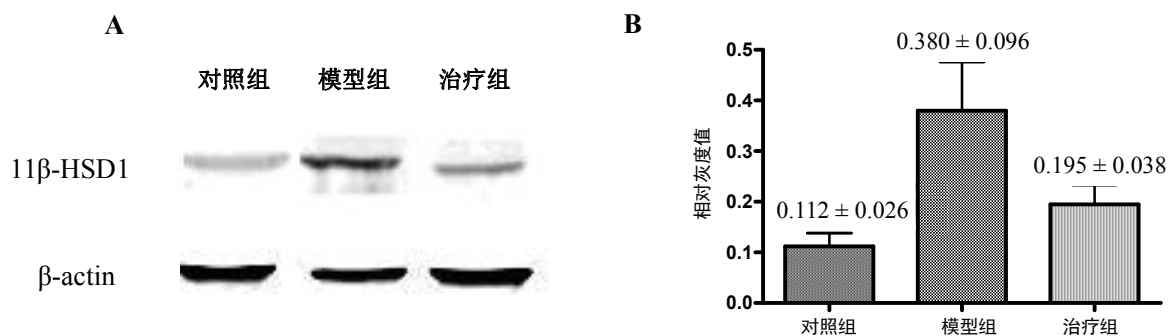 A
对照组 模型组 治疗组
11β-HSD1
β-actin
B
相对灰度值
0.5
0.4
0.3
0.2
0.1
0.0
0.112 ± 0.026
0.380 ± 0.096
0.195 ± 0.038
对照组 模型组 治疗组